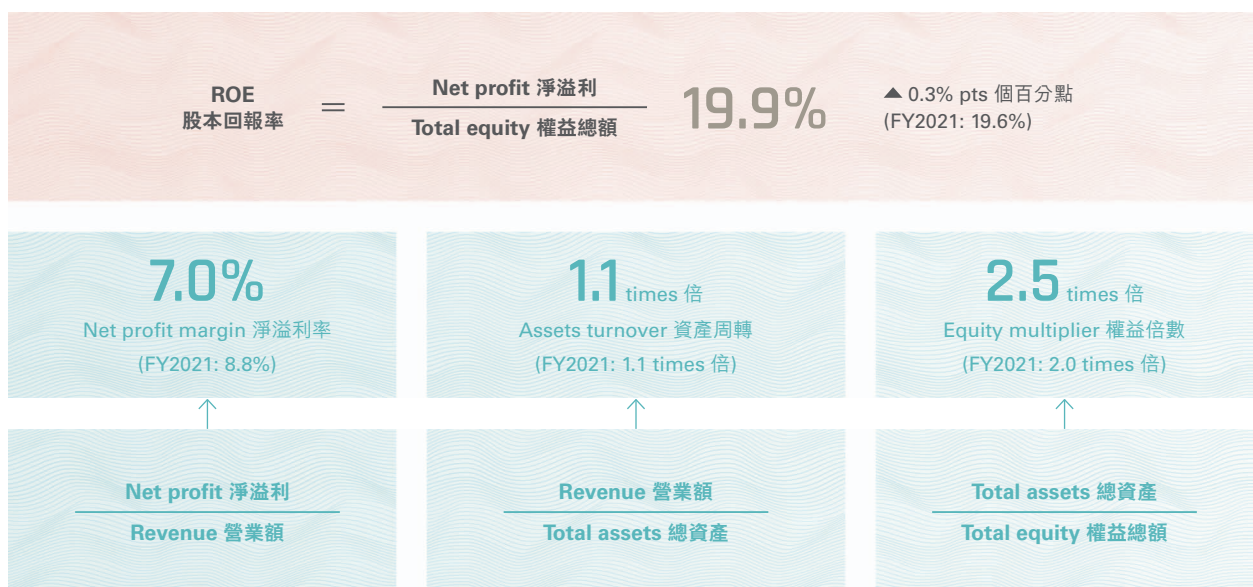 ROE
股本回報率
=
Net profit 淨溢利
Total equity 權益總額
19.9%
▲ 0.3% pts 個百分點
(FY2021: 19.6%)
7.0%
Net profit margin 淨溢利率
(FY2021: 8.8%)
1.1 times 倍
Assets turnover 資產周轉
(FY2021: 1.1 times 倍)
2.5 times 倍
Equity multiplier 權益倍數
(FY2021: 2.0 times 倍)
Net profit 淨溢利
Revenue 營業額
Revenue 營業額
Total assets 總資產
Total assets 總資產
Total equity 權益總額